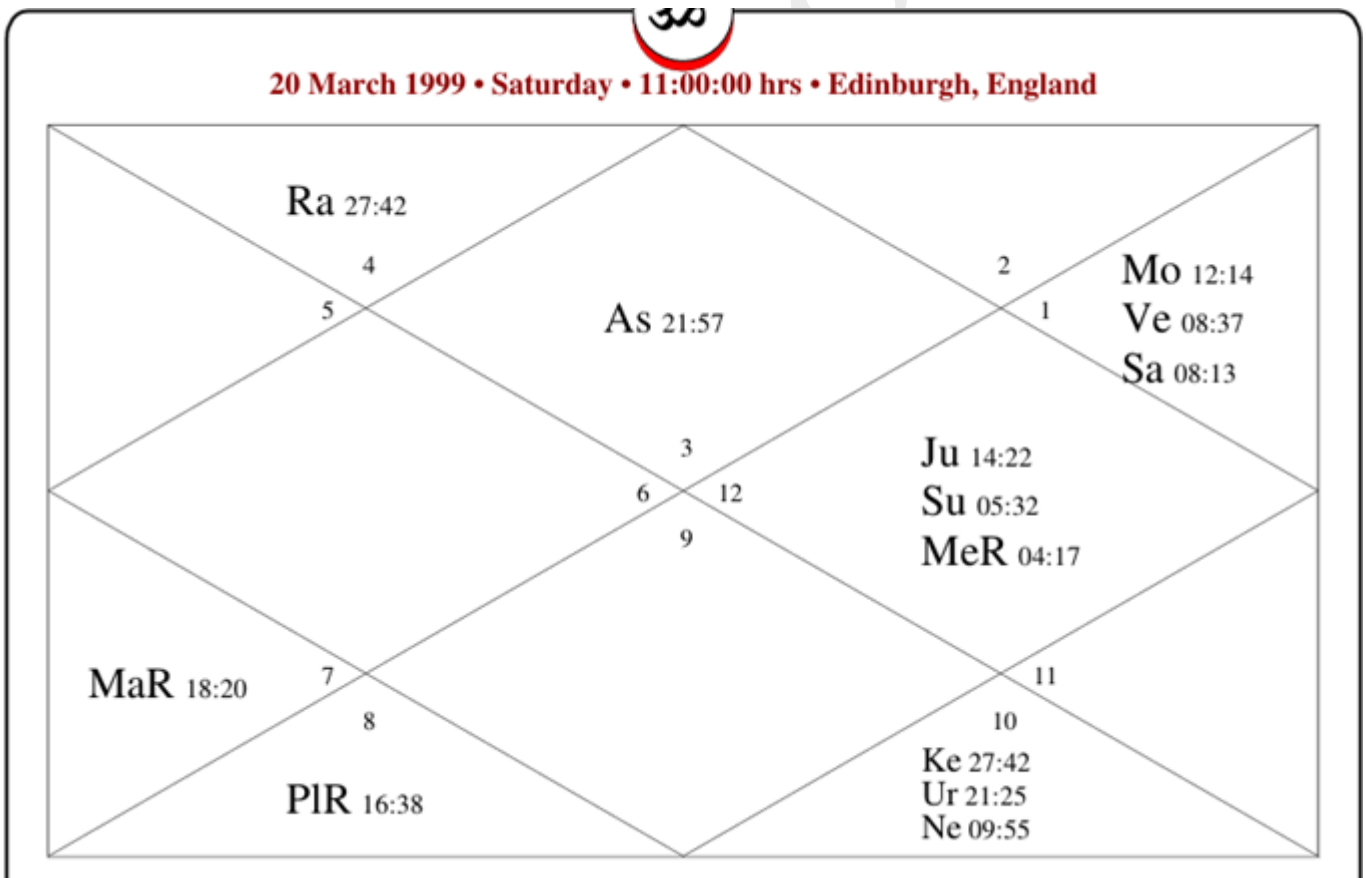 ॐ
20 March 1999 • Saturday • 11:00:00 hrs • Edinburgh, England
Ra 27:42
4
5
As 21:57
2
1
Mo 12:14
Ve 08:37
Sa 08:13
3
6
12
9
Ju 14:22
Su 05:32
MeR 04:17
MaR 18:20
7
8
PlR 16:38
11
10
Ke 27:42
Ur 21:25
Ne 09:55